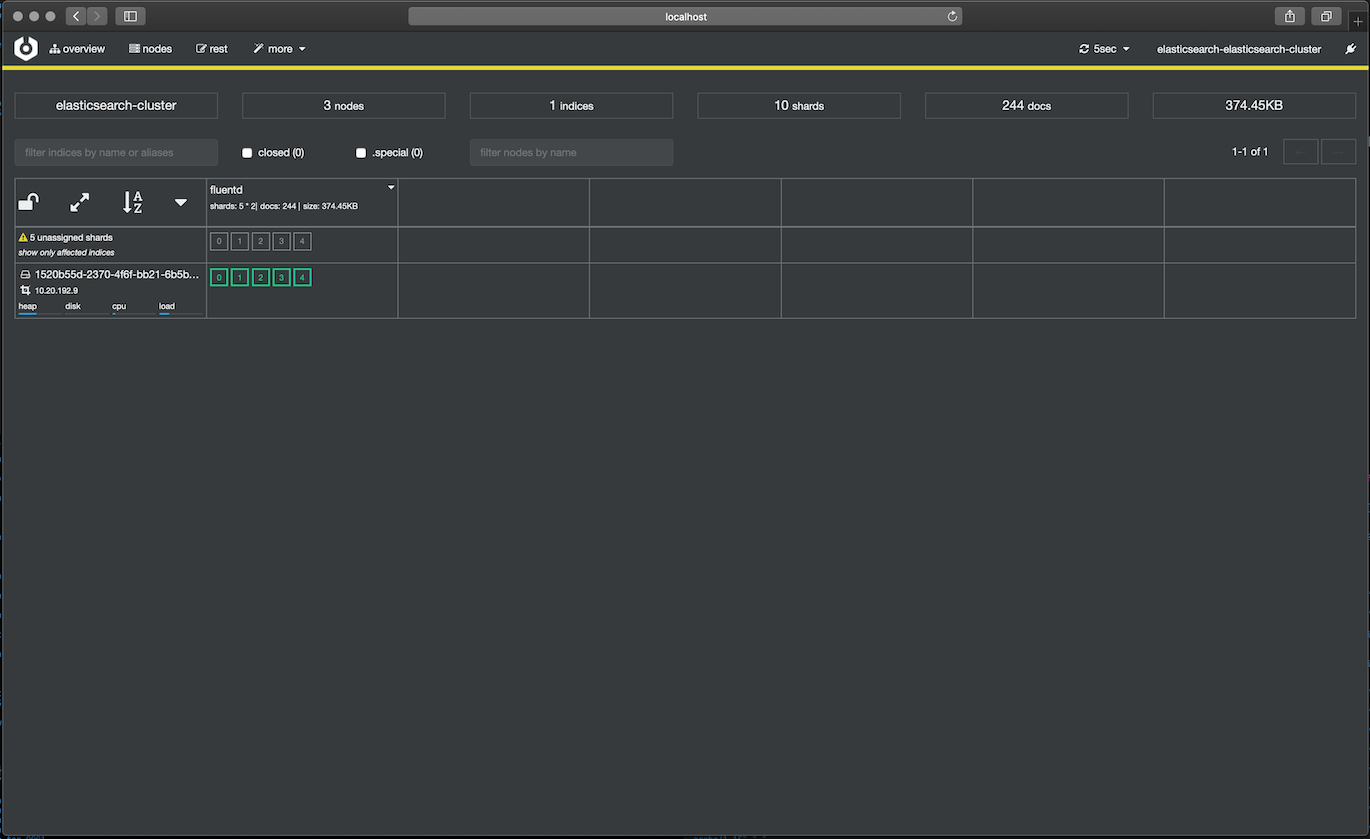 localhost
overview nodes rest more 5sec elasticsearch-elasticsearch-cluster
elasticsearch-cluster 3 nodes 1 indices 10 shards 244 docs 374.45KB
filter indices by name or aliases closed (0) .special (0) filter nodes by name 1-1 of 1
A
Z
fluentd
shards: 5 * 2| docs: 244 | size: 374.45KB
5 unassigned shards
show only affected indices
0 1 2 3 4
1520b55d-2370-4f6f-bb21-6b5b...
10.20.192.9
heap disk cpu load
0 1 2 3 4